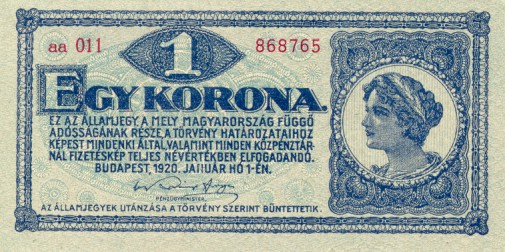 aa 011 1 868765
EGY KORONA.
EZ AZ ÁLLAMJEGY, A MELY MAGYARORSZÁG FÜGGŐ
ADÓSSÁGÁNAK RÉSZE, A TÖRVÉNY HATÁROZATAIHOZ
KÉPEST MINDENKI ÁLTAL, VALAMINT MINDEN KÖZPÉNZTÁR-
NÁL FIZETÉSKÉP TELJES NÉVÉRTÉKBEN ELFOGADANDÓ.
BUDAPEST, 1920. JANUÁR HÓ 1-ÉN.
PÉNZÜGYMINISTER.
AZ ÁLLAMJEGYEK UTÁNZÁSA A TÖRVÉNY SZERINT BÜNTETTETIK.